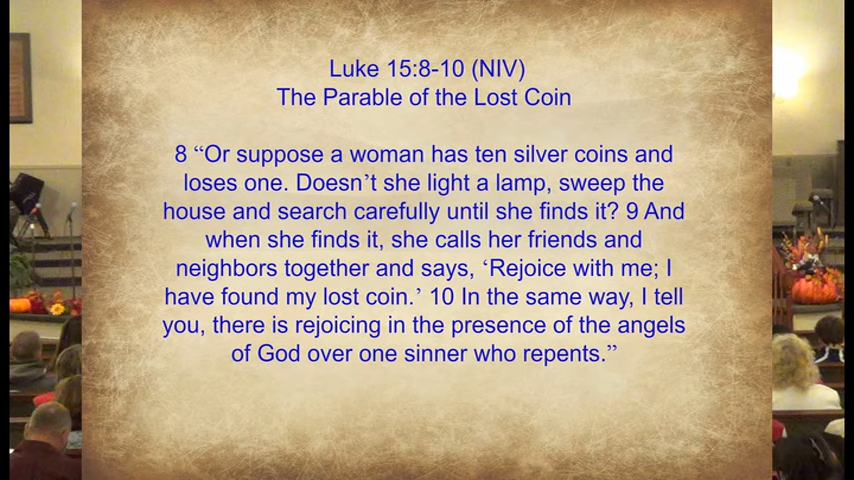 Luke 15:8-10 (NIV)
The Parable of the Lost Coin
8 “Or suppose a woman has ten silver coins and
loses one. Doesn’t she light a lamp, sweep the
house and search carefully until she finds it? 9 And
when she finds it, she calls her friends and
neighbors together and says, ‘Rejoice with me; I
have found my lost coin.’ 10 In the same way, I tell
you, there is rejoicing in the presence of the angels
of God over one sinner who repents.”